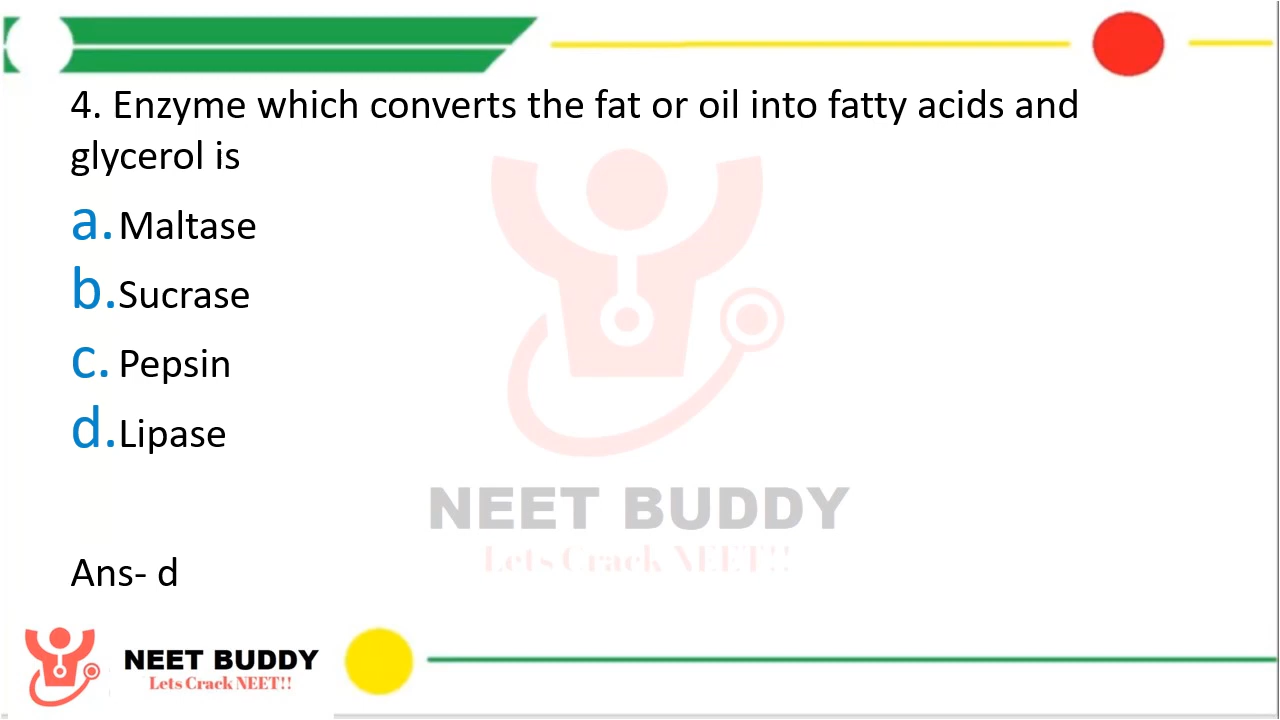 4. Enzyme which converts the fat or oil into fatty acids and
glycerol is
a. Maltase
b. Sucrase
c. Pepsin
d. Lipase
NEET BUDDY
Lets Crack NEET!!
Ans- d
NEET BUDDY
Lets Crack NEET!!